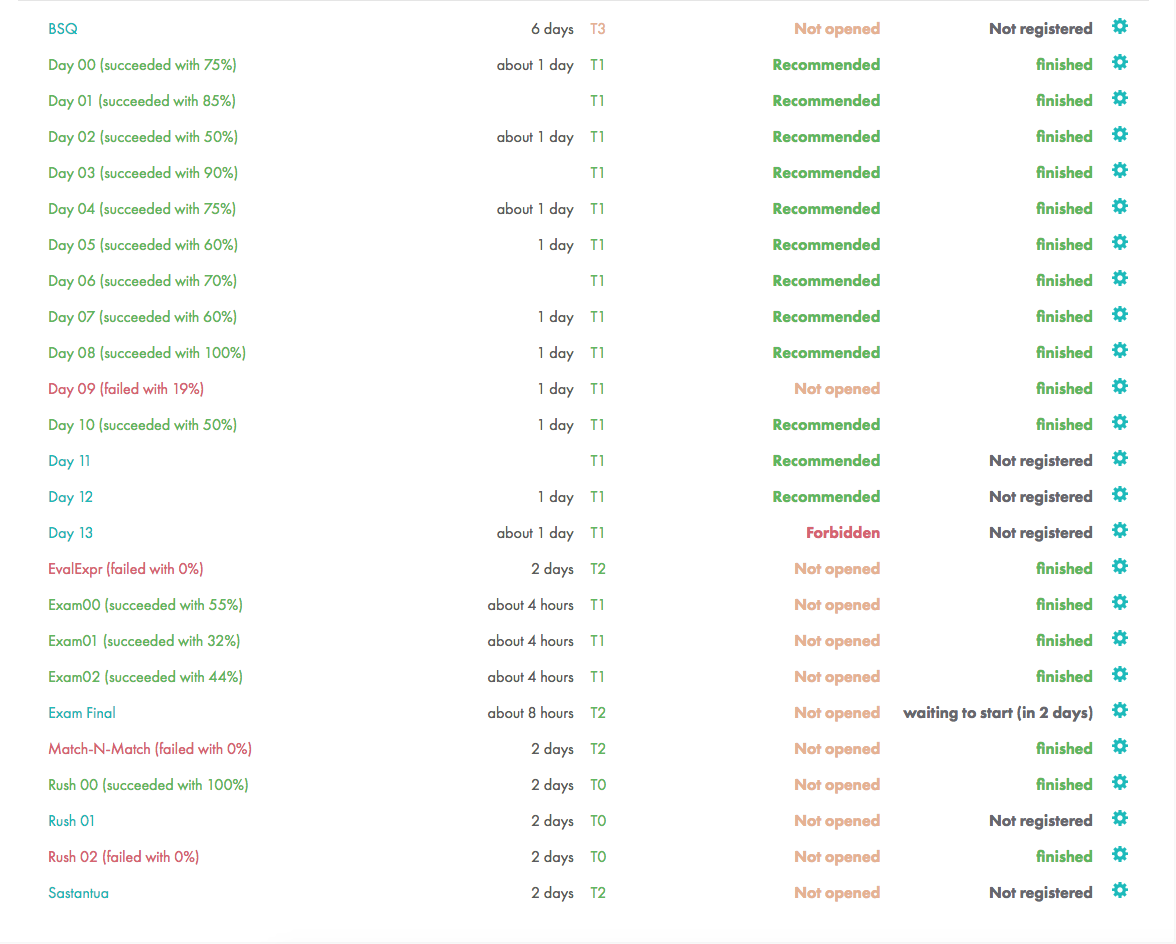 BSQ 6 days T3 Not opened Not registered
Day 00 (succeeded with 75%) about 1 day T1 Recommended finished
Day 01 (succeeded with 85%) T1 Recommended finished
Day 02 (succeeded with 50%) about 1 day T1 Recommended finished
Day 03 (succeeded with 90%) T1 Recommended finished
Day 04 (succeeded with 75%) about 1 day T1 Recommended finished
Day 05 (succeeded with 60%) 1 day T1 Recommended finished
Day 06 (succeeded with 70%) T1 Recommended finished
Day 07 (succeeded with 60%) 1 day T1 Recommended finished
Day 08 (succeeded with 100%) 1 day T1 Recommended finished
Day 09 (failed with 19%) 1 day T1 Not opened finished
Day 10 (succeeded with 50%) 1 day T1 Recommended finished
Day 11 T1 Recommended Not registered
Day 12 1 day T1 Recommended Not registered
Day 13 about 1 day T1 Forbidden Not registered
EvalExpr (failed with 0%) 2 days T2 Not opened finished
Exam00 (succeeded with 55%) about 4 hours T1 Not opened finished
Exam01 (succeeded with 32%) about 4 hours T1 Not opened finished
Exam02 (succeeded with 44%) about 4 hours T1 Not opened finished
Exam Final about 8 hours T2 Not opened waiting to start (in 2 days)
Match-N-Match (failed with 0%) 2 days T2 Not opened finished
Rush 00 (succeeded with 100%) 2 days T0 Not opened finished
Rush 01 2 days T0 Not opened Not registered
Rush 02 (failed with 0%) 2 days T0 Not opened finished
Sastantua 2 days T2 Not opened Not registered